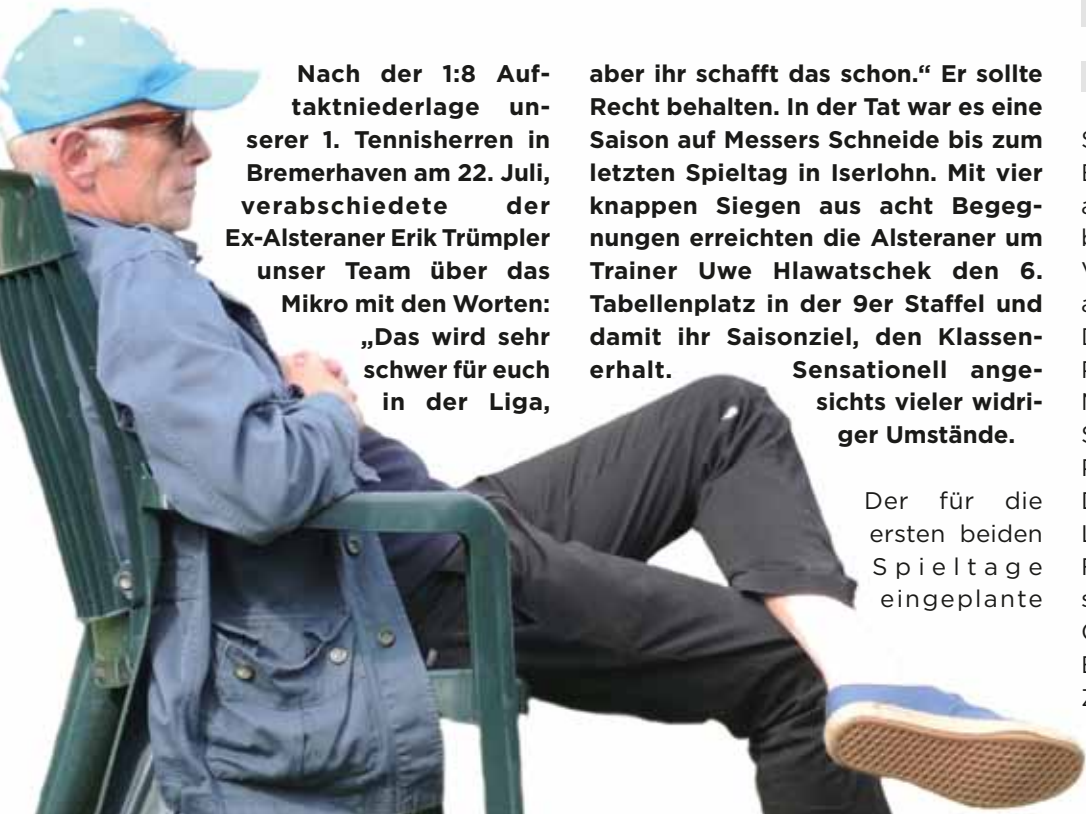 Nach der 1:8 Auf-
taktniederlage un-
serer 1. Tennisherren in
Bremerhaven am 22. Juli,
verabschiedete der
Ex-Alsteraner Erik Trümpler
unser Team über das
Mikro mit den Worten:
„Das wird sehr
schwer für euch
in der Liga,
aber ihr schafft das schon.“ Er sollte
Recht behalten. In der Tat war es eine
Saison auf Messers Schneide bis zum
letzten Spieltag in Iserlohn. Mit vier
knappen Siegen aus acht Begeg-
nungen erreichten die Alsteraner um
Trainer Uwe Hlawatschek den 6.
Tabellenplatz in der 9er Staffel und
damit ihr Saisonziel, den Klassen-
erhalt. Sensationell ange-
sichts vieler widri-
ger Umstände.
Der für die
ersten beiden
Spieltage
eingeplante